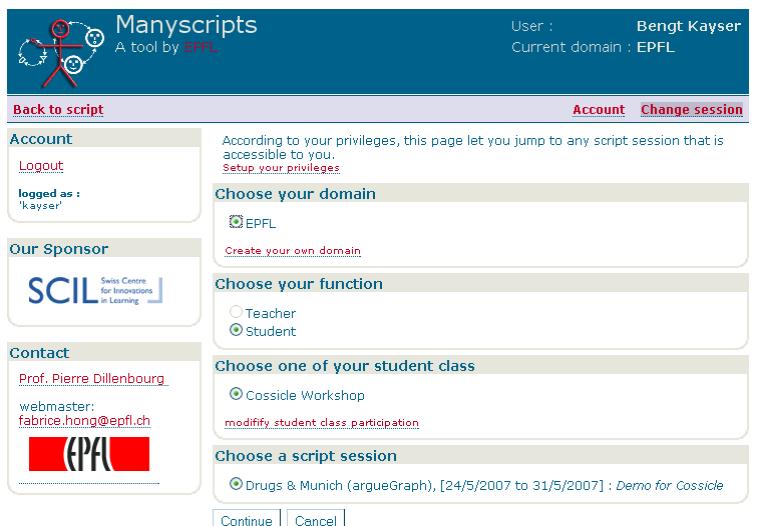 Manyscripts
A tool by EPFL
User : Bengt Kayser
Current domain : EPFL
Back to script
Account Change session
Account
Logout
logged as :
'kayser'
Our Sponsor
SCIL Swiss Centre
for Innovations
in Learning
Contact
Prof. Pierre Dillenbourg
webmaster:
fabrice.hong@epfl.ch
EPFL
According to your privileges, this page let you jump to any script session that is
accessible to you.
Setup your privileges
Choose your domain
EPFL
Create your own domain
Choose your function
Teacher
Student
Choose one of your student class
Cossicle Workshop
modifify student class participation
Choose a script session
Drugs & Munich (argueGraph), [24/5/2007 to 31/5/2007] : Demo for Cossicle
Continue Cancel